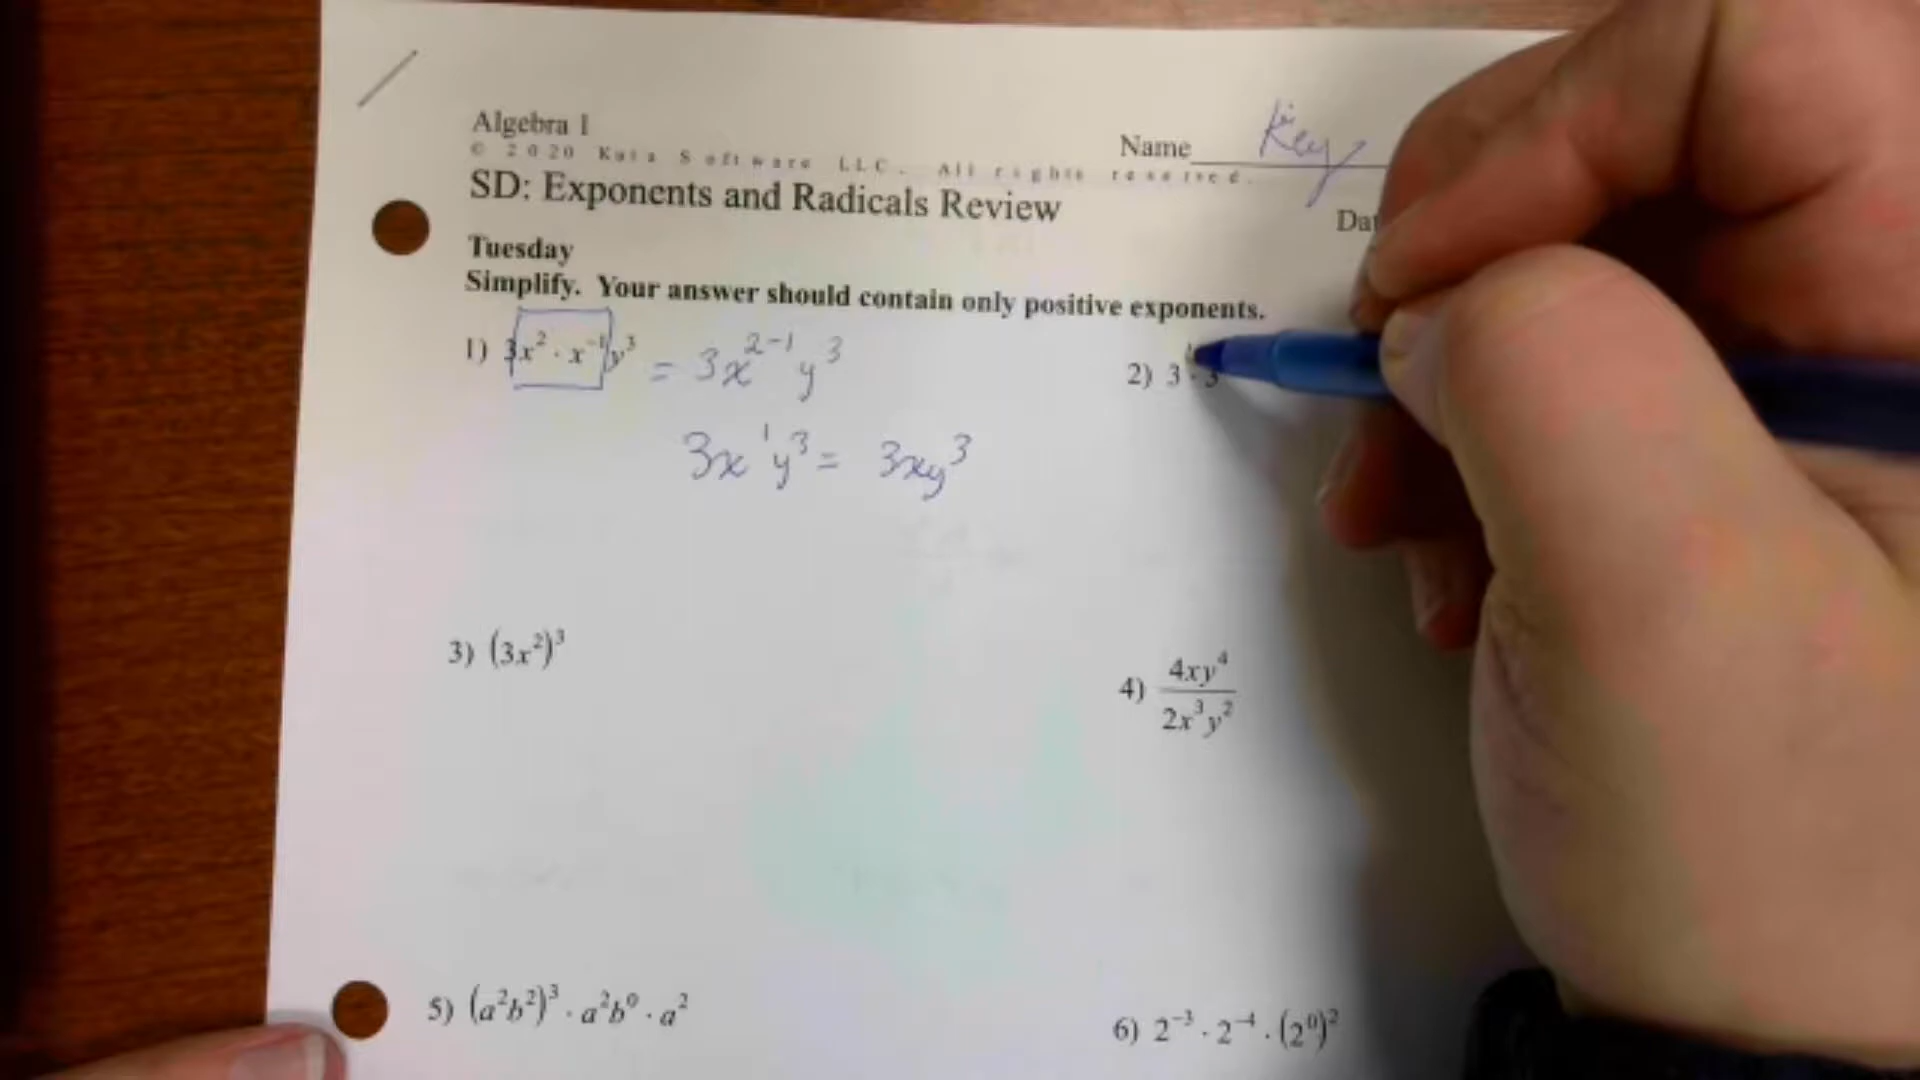 Algebra 1
Name Key
© 2020 Kuta Software LLC. All rights reserved.
SD: Exponents and Radicals Review
Tuesday
Simplify. Your answer should contain only positive exponents.
1) 3x² · x⁻¹y³ = 3x²⁻¹y³
2) 3 · 3
3x¹y³ = 3xy³
3) (3x²)³
4) 4xy⁴ / 2x³y²
5) (a²b²)³ · a²b⁰ · a²
6) 2⁻³ · 2⁻⁴ · (2⁰)²